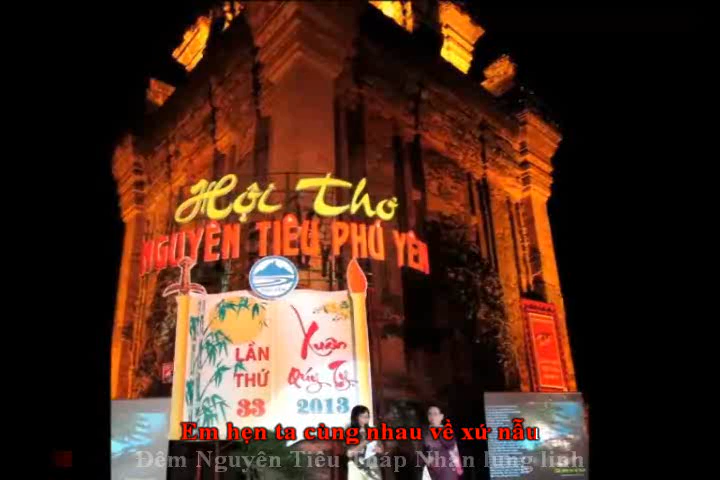 Hội Thơ
NGUYÊN TIÊU PHÚ YÊN
LẦN THỨ
33
Xuân
Quý Tỵ
2013
Em hẹn ta cùng nhau về xứ nẫu
Đêm Nguyên Tiêu Tháp Nhạn lung linh